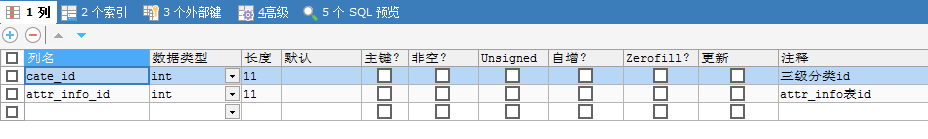 1 列 2 个索引 3 个外部键 4高级 5 个 SQL 预览
列名 数据类型 长度 默认 主键? 非空? Unsigned 自增? Zerofill? 更新 注释
cate_id int 11 三级分类id
attr_info_id int 11 attr_info表id